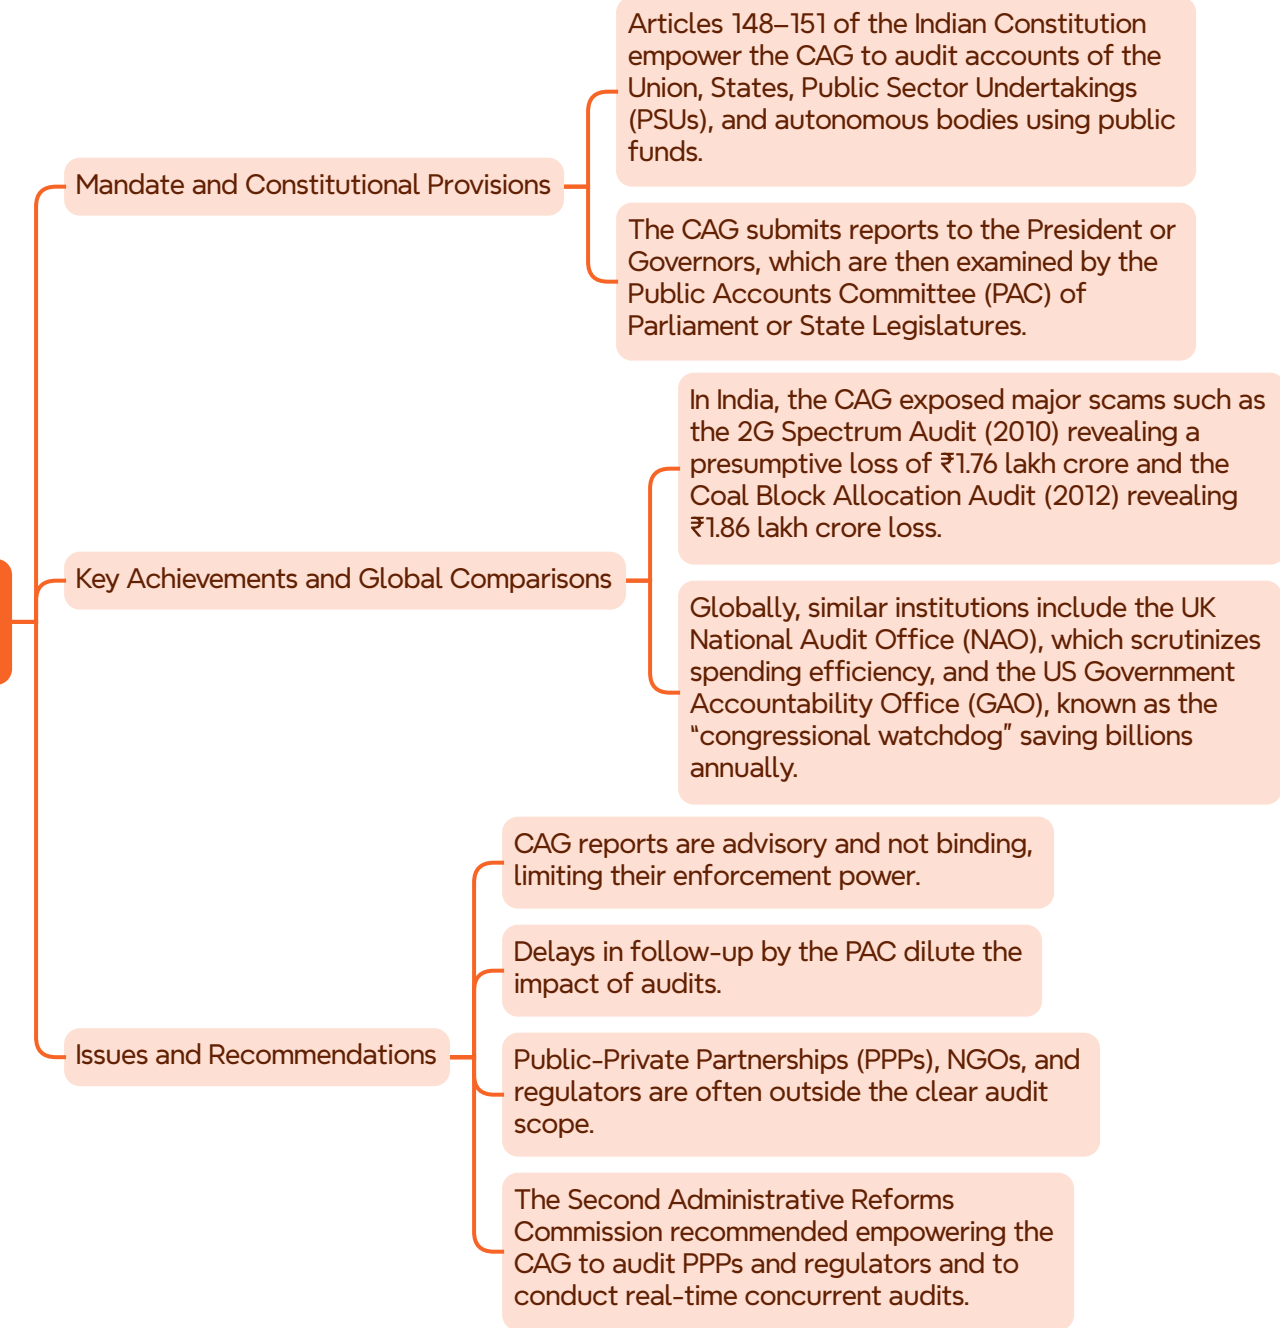 Articles 148–151 of the Indian Constitution
empower the CAG to audit accounts of the
Union, States, Public Sector Undertakings
(PSUs), and autonomous bodies using public
funds.
Mandate and Constitutional Provisions
The CAG submits reports to the President or
Governors, which are then examined by the
Public Accounts Committee (PAC) of
Parliament or State Legislatures.
In India, the CAG exposed major scams such as
the 2G Spectrum Audit (2010) revealing a
presumptive loss of ₹1.76 lakh crore and the
Coal Block Allocation Audit (2012) revealing
₹1.86 lakh crore loss.
Key Achievements and Global Comparisons
Globally, similar institutions include the UK
National Audit Office (NAO), which scrutinizes
spending efficiency, and the US Government
Accountability Office (GAO), known as the
“congressional watchdog” saving billions
annually.
CAG reports are advisory and not binding,
limiting their enforcement power.
Delays in follow-up by the PAC dilute the
impact of audits.
Issues and Recommendations
Public-Private Partnerships (PPPs), NGOs, and
regulators are often outside the clear audit
scope.
The Second Administrative Reforms
Commission recommended empowering the
CAG to audit PPPs and regulators and to
conduct real-time concurrent audits.